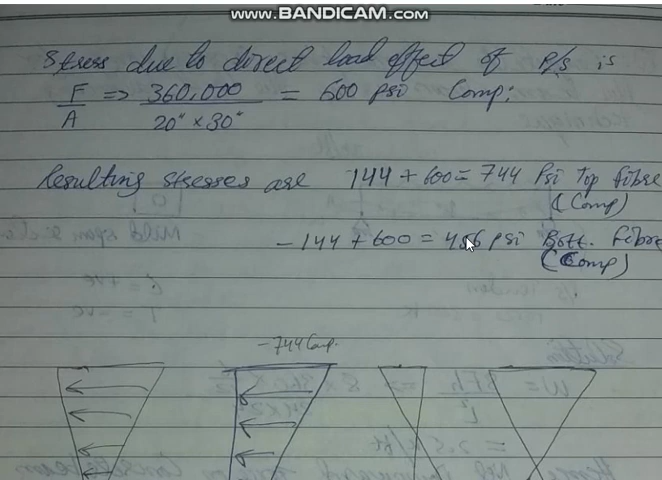 WWW.BANDICAM.com
Stress due to direct load effect of P/s is
F/A => 360,000 / 20" x 30" = 600 psi Comp:
Resulting stresses are 144 + 600 = 744 Psi Top fibre
(Comp)
- 144 + 600 = 456 psi Bott. fibre
(Comp)
- 744 Comp.